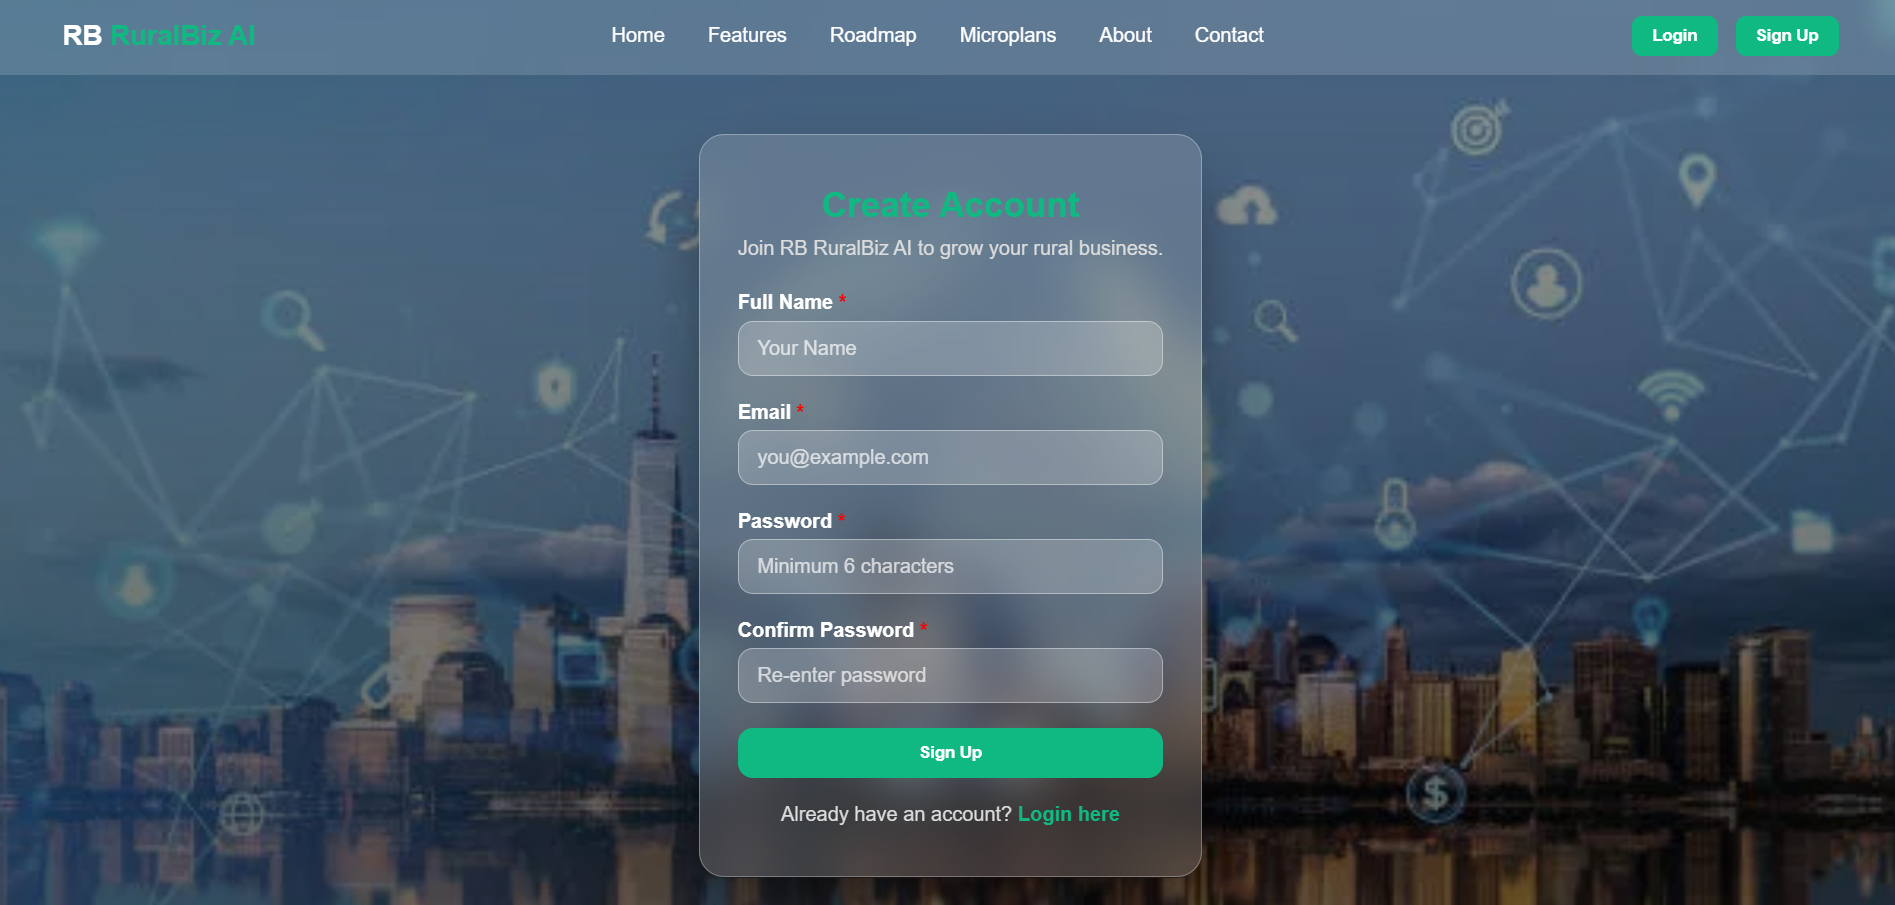 RB RuralBiz AI
Home Features Roadmap Microplans About Contact
Login Sign Up
Create Account
Join RB RuralBiz AI to grow your rural business.
Full Name *
Your Name
Email *
you@example.com
Password *
Minimum 6 characters
Confirm Password *
Re-enter password
Sign Up
Already have an account? Login here
$